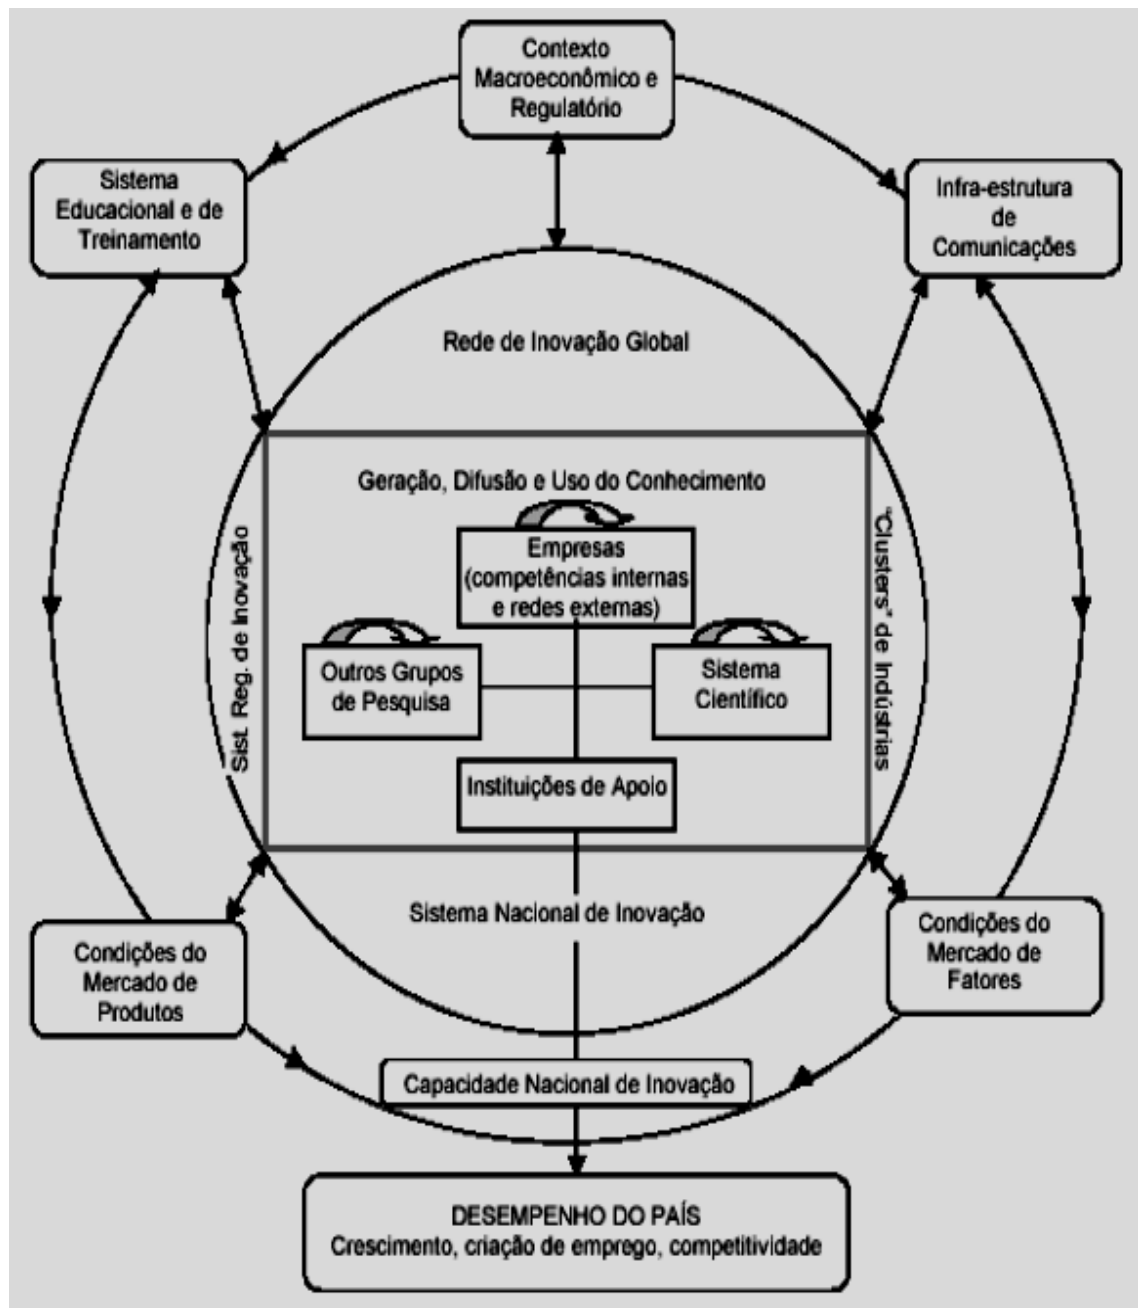 Contexto
Macroeconômico e
Regulatório
Sistema
Educacional e de
Treinamento
Infra-estrutura
de
Comunicações
Rede de Inovação Global
Geração, Difusão e Uso do Conhecimento
Empresas
(competências internas
e redes externas)
Sist. Reg. de Inovação
"Clusters" de Indústrias
Outros Grupos
de Pesquisa
Sistema
Científico
Instituições de Apoio
Sistema Nacional de Inovação
Condições do
Mercado de
Produtos
Condições do
Mercado de
Fatores
Capacidade Nacional de Inovação
DESEMPENHO DO PAÍS
Crescimento, criação de emprego, competitividade